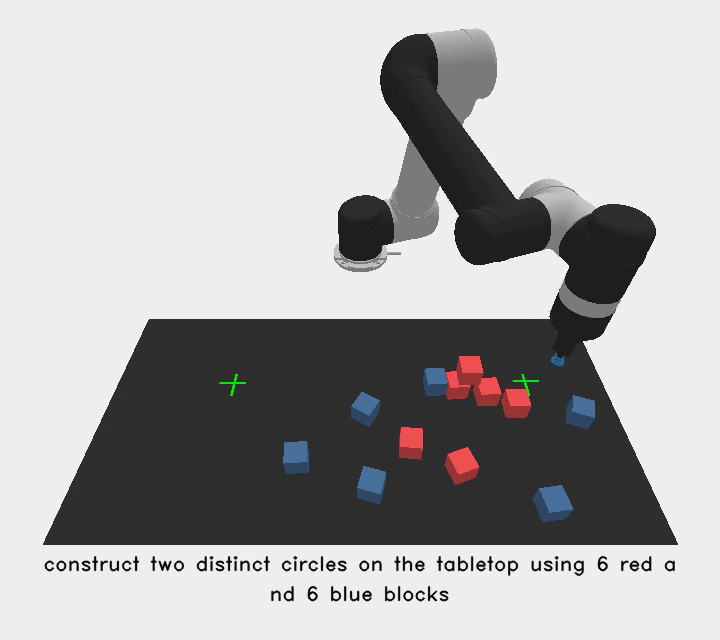 construct two distinct circles on the tabletop using 6 red a
nd 6 blue blocks